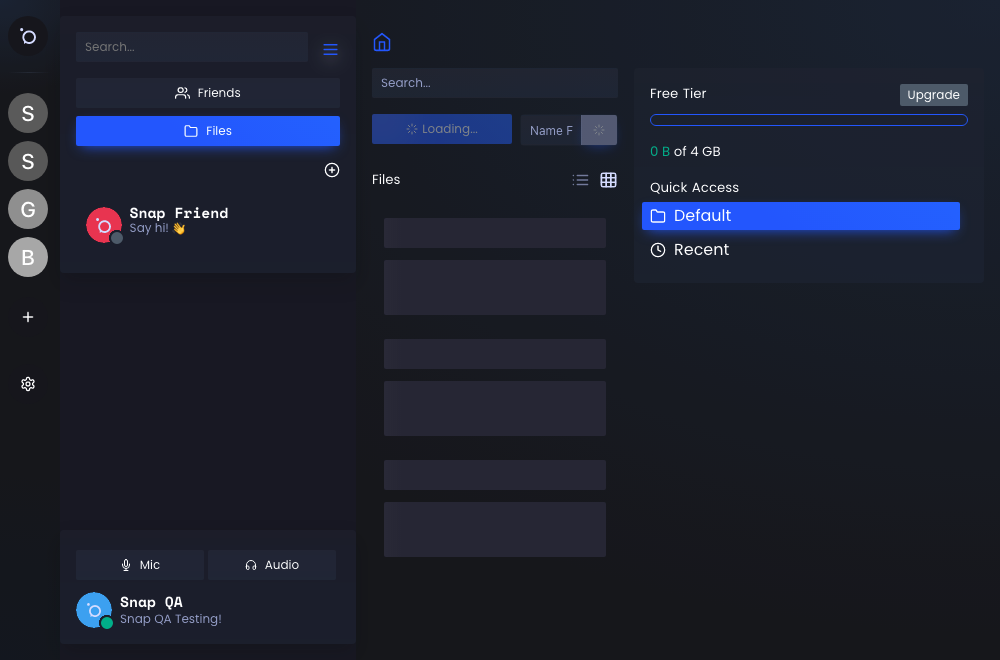 S
S
G
B
Search...
Friends
Files
Snap Friend
Say hi! 👋
Mic
Audio
Snap QA
Snap QA Testing!
Search...
Loading...
Name F
Files
Free Tier
Upgrade
0 B of 4 GB
Quick Access
Default
Recent